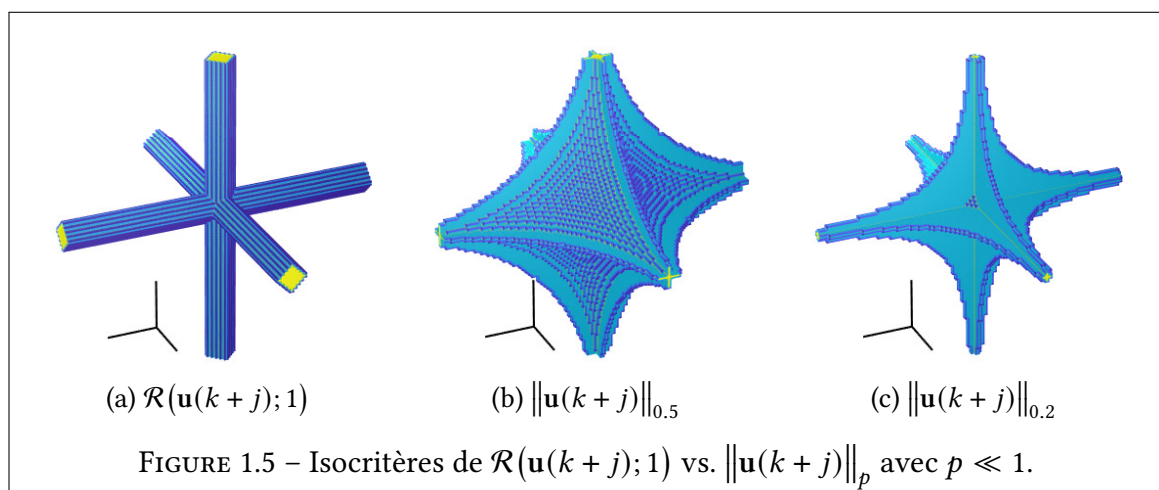 (a) ℛ(𝐮(k + j); 1) (b) ‖𝐮(k + j)‖₀.₅ (c) ‖𝐮(k + j)‖₀.₂
FIGURE 1.5 – Isocritères de ℛ(𝐮(k + j); 1) vs. ‖𝐮(k + j)‖ₚ avec p ≪ 1.